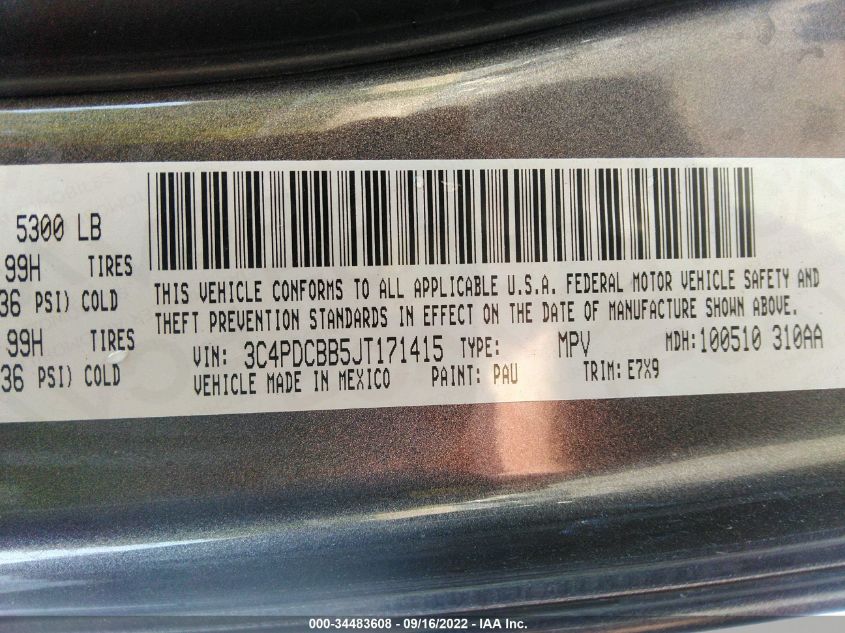 5300 LB
99H TIRES
36 PSI) COLD
99H TIRES
36 PSI) COLD
THIS VEHICLE CONFORMS TO ALL APPLICABLE U.S.A. FEDERAL MOTOR VEHICLE SAFETY AND
THEFT PREVENTION STANDARDS IN EFFECT ON THE DATE OF MANUFACTURE SHOWN ABOVE.
VIN: 3C4PDCBB5JT171415 TYPE: MPV MDH:100510 310AA
VEHICLE MADE IN MEXICO PAINT: PAU TRIM: E7X9
000-34483608 - 09/16/2022 - IAA Inc.